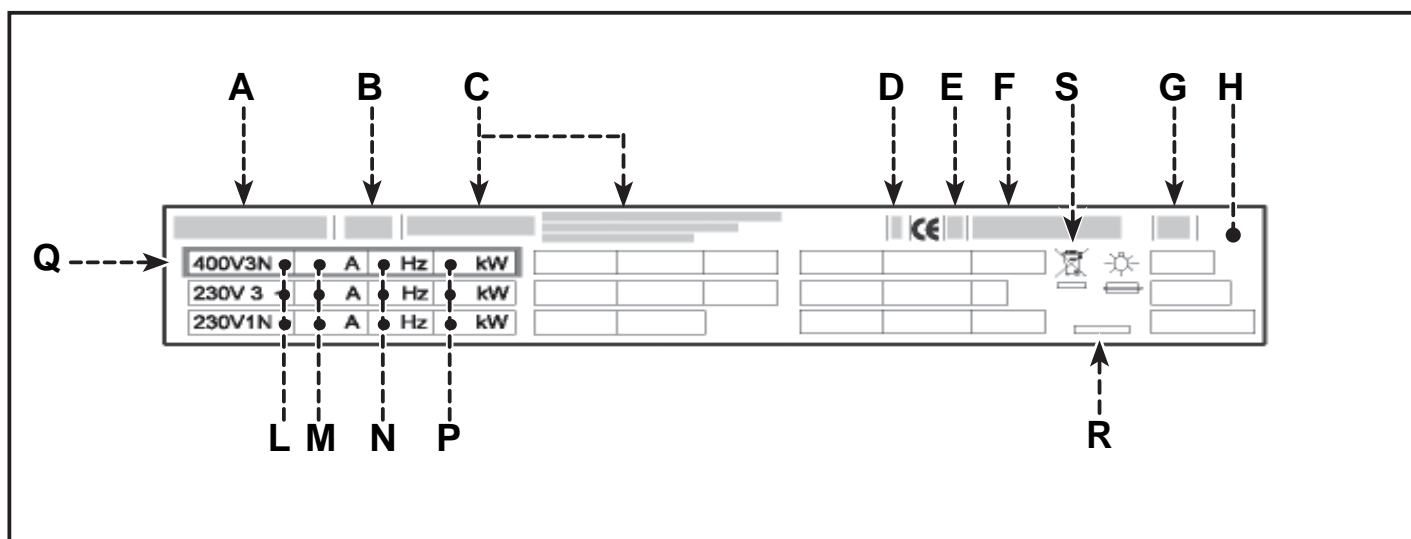 A B C D E F S G H
CE
Q 400V3N A Hz kW
230V 3 A Hz kW
230V1N A Hz kW
L M N P R